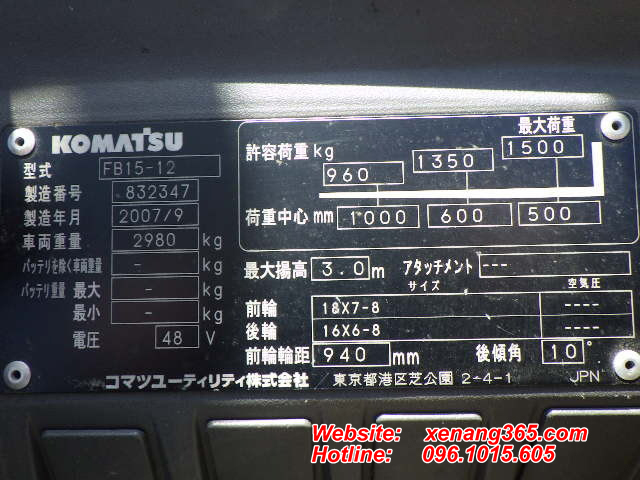 KOMATSU
型式 FB15-12
製造番号 832347
製造年月 2007/9
車両重量 2980 kg
バッテリを除く車両重量 - kg
バッテリ重量 最大 - kg
最小 - kg
電圧 48 V
最大荷重
許容荷重 kg 960 1350 1500
荷重中心 mm 1000 600 500
最大揚高 3.0 m アタッチメント ---
サイズ 空気圧
前輪 18X7-8 ----
後輪 16X6-8 ----
前輪輪距 940 mm 後傾角 10°
コマツユーティリティ株式会社 / 東京都港区芝公園 2-4-1 JPN
Website: xenang365.com
Hotline: 096.1015.605